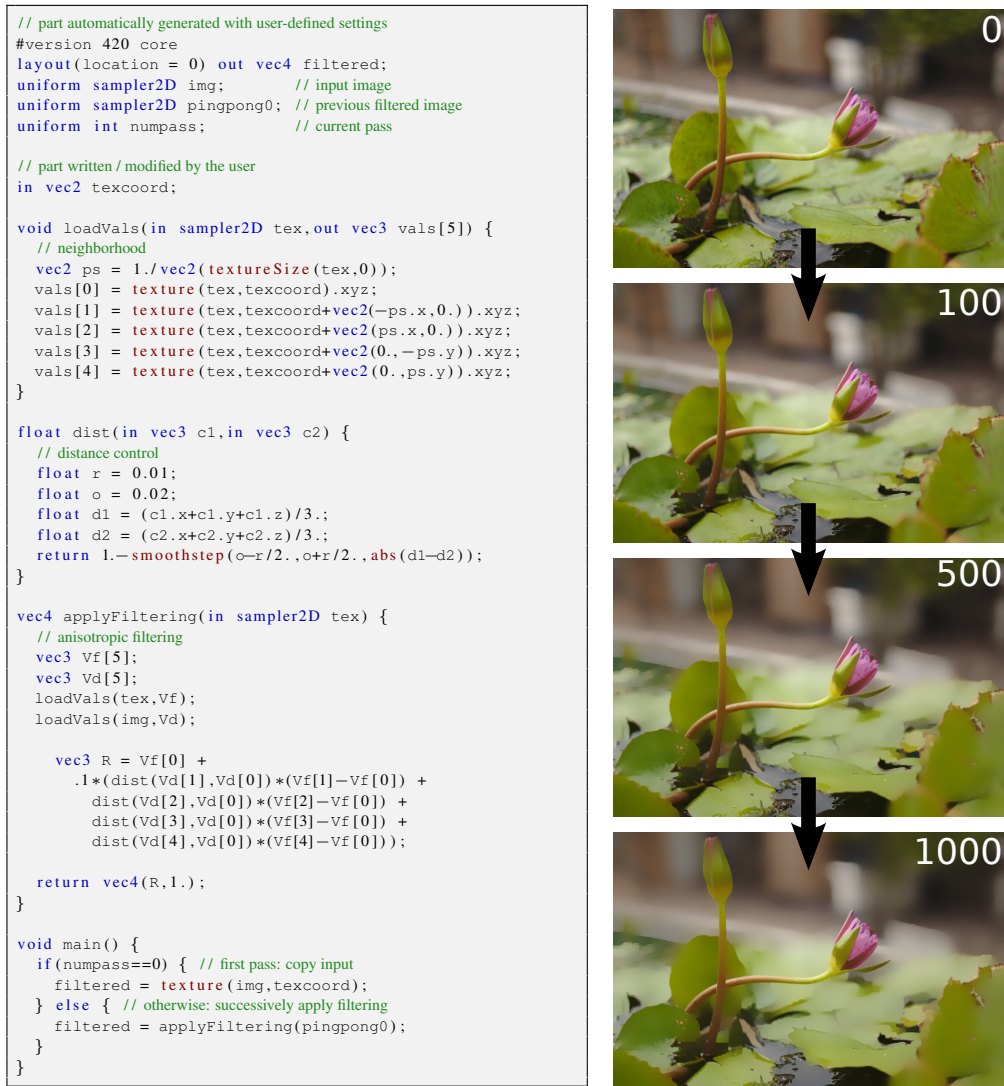 // part automatically generated with user-defined settings
#version 420 core
layout(location = 0) out vec4 filtered;
uniform sampler2D img; // input image
uniform sampler2D pingpong0; // previous filtered image
uniform int numpass; // current pass

// part written / modified by the user
in vec2 texcoord;

void loadVals(in sampler2D tex,out vec3 vals[5]) {
  // neighborhood
  vec2 ps = 1./vec2(textureSize(tex,0));
  vals[0] = texture(tex,texcoord).xyz;
  vals[1] = texture(tex,texcoord+vec2(-ps.x,0.)).xyz;
  vals[2] = texture(tex,texcoord+vec2(ps.x,0.)).xyz;
  vals[3] = texture(tex,texcoord+vec2(0.,-ps.y)).xyz;
  vals[4] = texture(tex,texcoord+vec2(0.,ps.y)).xyz;
}

float dist(in vec3 c1,in vec3 c2) {
  // distance control
  float r = 0.01;
  float o = 0.02;
  float d1 = (c1.x+c1.y+c1.z)/3.;
  float d2 = (c2.x+c2.y+c2.z)/3.;
  return 1.-smoothstep(o-r/2.,o+r/2.,abs(d1-d2));
}

vec4 applyFiltering(in sampler2D tex) {
  // anisotropic filtering
  vec3 Vf[5];
  vec3 Vd[5];
  loadVals(tex,Vf);
  loadVals(img,Vd);

    vec3 R = Vf[0] +
      .1*(dist(Vd[1],Vd[0])*(Vf[1]-Vf[0]) +
        dist(Vd[2],Vd[0])*(Vf[2]-Vf[0]) +
        dist(Vd[3],Vd[0])*(Vf[3]-Vf[0]) +
        dist(Vd[4],Vd[0])*(Vf[4]-Vf[0]));

  return vec4(R,1.);
}

void main() {
  if(numpass==0) { // first pass: copy input
    filtered = texture(img,texcoord);
  } else { // otherwise: successively apply filtering
    filtered = applyFiltering(pingpong0);
  }
}
0
100
500
1000